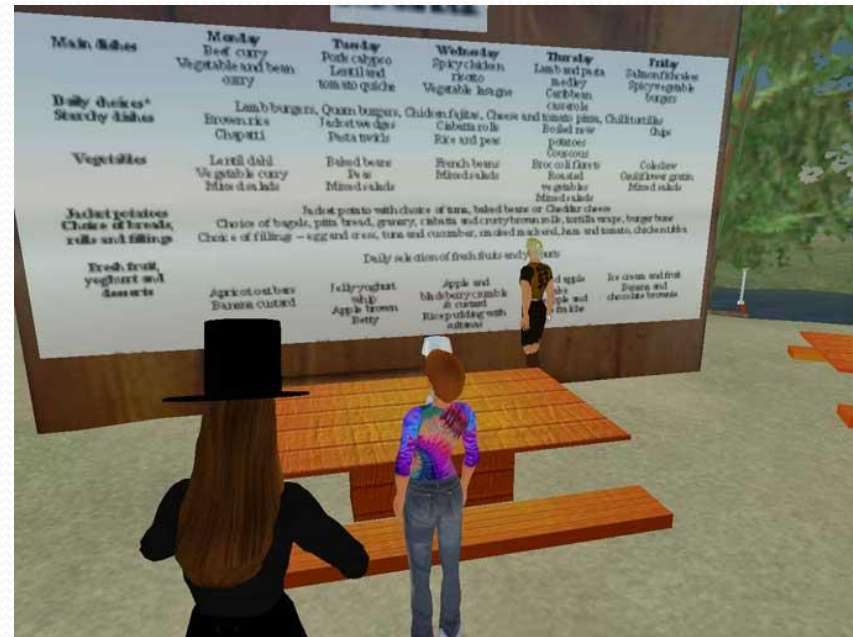 Main dishes Monday Tuesday Wednesday Thursday Friday
Beef curry Pork calypso Spicy chicken Lamb and pasta Salmon fishcakes
Vegetable and bean Lentil and risotto medley Spicy vegetable
curry tomato quiche Vegetable lasagne Caribbean burgers
casserole
Daily choices* Lamb burgers, Quorn burgers, Chicken fajitas, Cheese and tomato pizza, Chilli tortillas
Starchy dishes Brown rice Jacket wedges Ciabatta rolls Boiled new Chips
Chapatti Pasta twirls Rice and peas potatoes
Couscous
Vegetables Lentil dahl Baked beans French beans Broccoli florets Coleslaw
Vegetable curry Peas Mixed salads Roasted Cauliflower gratin
Mixed salads Mixed salads vegetables Mixed salads
Mixed salads
Jacket potatoes Jacket potato with choice of tuna, baked beans or Cheddar cheese
Choice of breads, Choice of bagels, pitta bread, granary, ciabatta and crusty brown rolls, tortilla wraps, burger buns
rolls and fillings Choice of fillings – egg and cress, tuna and cucumber, smoked mackerel, ham and tomato, chicken tikka
Fresh fruit, Daily selection of fresh fruits and
yoghurt and
desserts Apricot oat bars Jelly yoghurt Apple and apple Ice cream and fruit
Banana custard whip blackberry crumble Banana and
Apple brown & custard and chocolate brownie
Betty Rice pudding with
sultanas